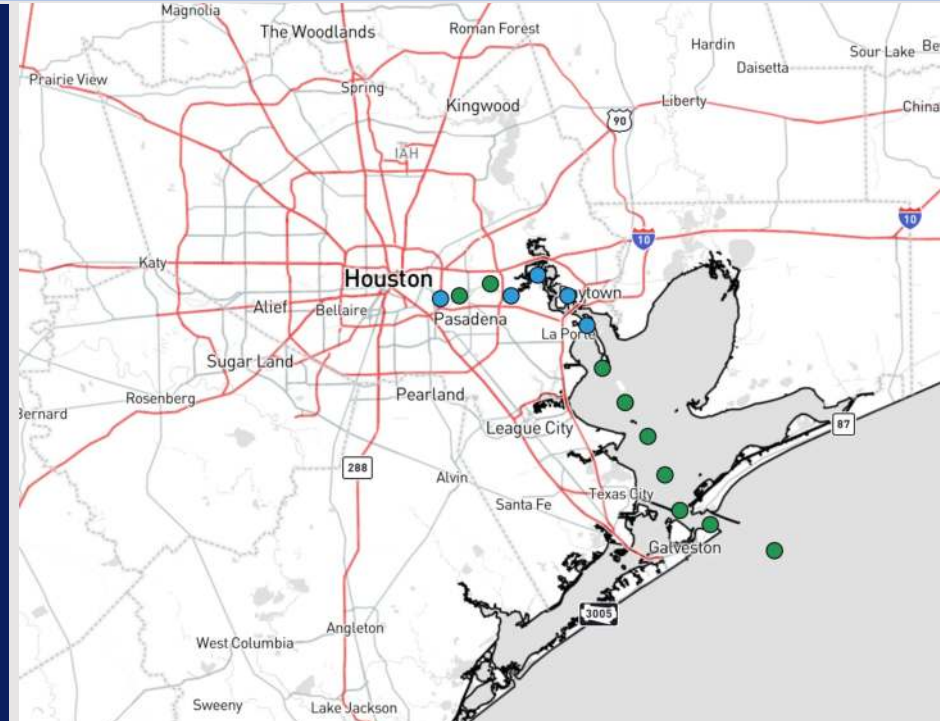 Magnolia
The Woodlands
Roman Forest
Hardin
Sour Lake
Be
Daisetta
Prairie View
Spring
Kingwood
Liberty
China
90
IAH
10
10
Katy
Houston
ytown
Alief
Bellaire
Pasadena
La Porte
Sugar Land
Pearland
Rosenberg
Bernard
League City
87
288
Alvin
Texas City
Santa Fe
Galveston
3005
Angleton
West Columbia
Sweeny
Lake Jackson